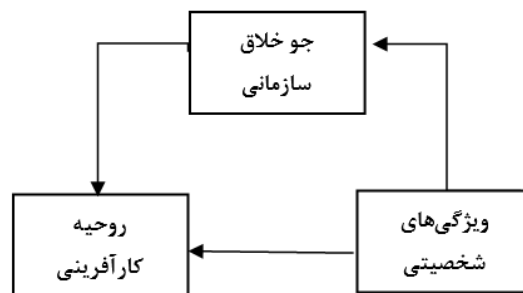 جو خلاق
سازمانی
ویژگی‌های
شخصیتی
روحیه
کارآفرینی